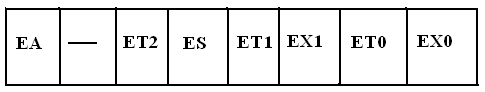 EA — ET2 ES ET1 EX1 ET0 EX0